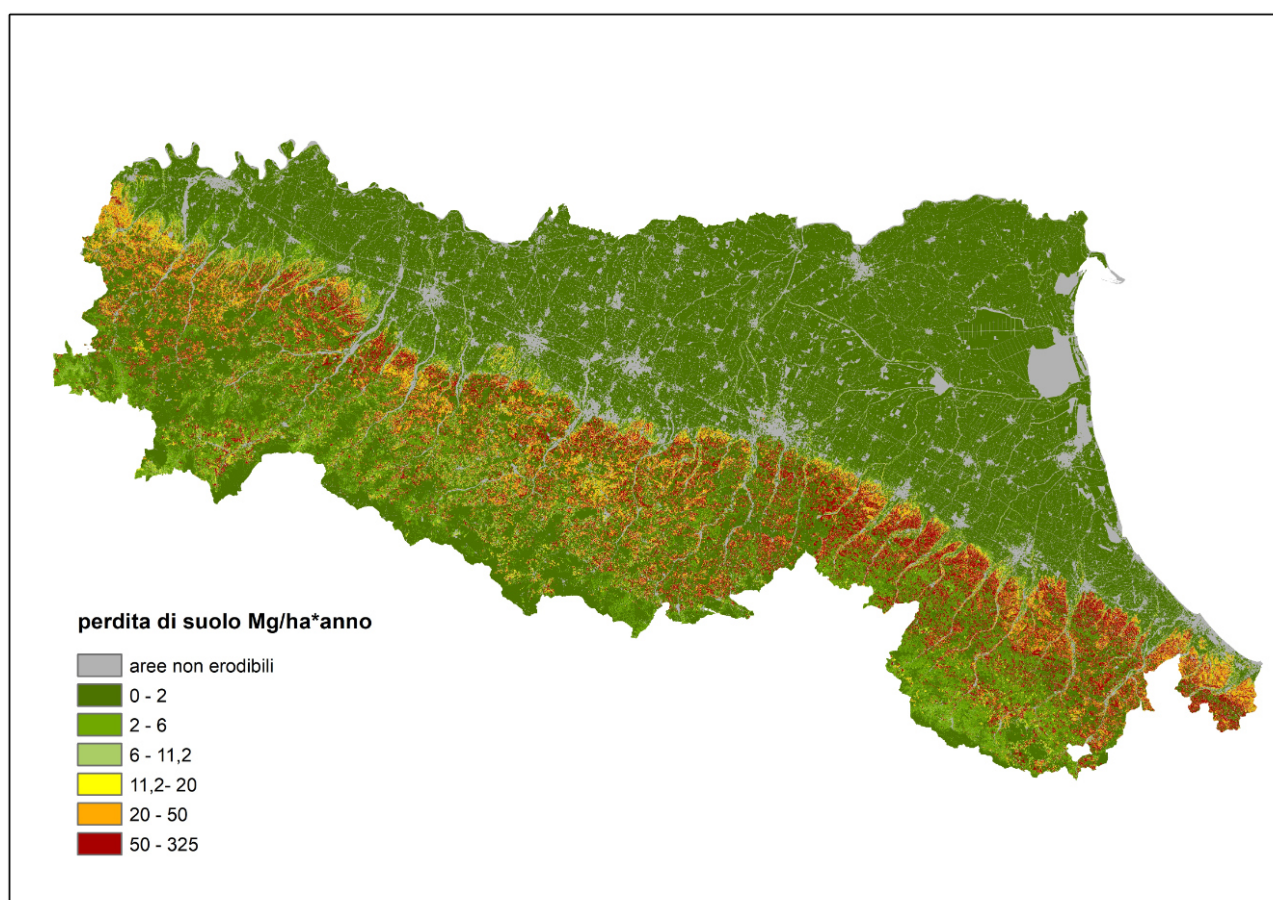 perdita di suolo Mg/ha*anno
aree non erodibili
0 - 2
2 - 6
6 - 11,2
11,2- 20
20 - 50
50 - 325